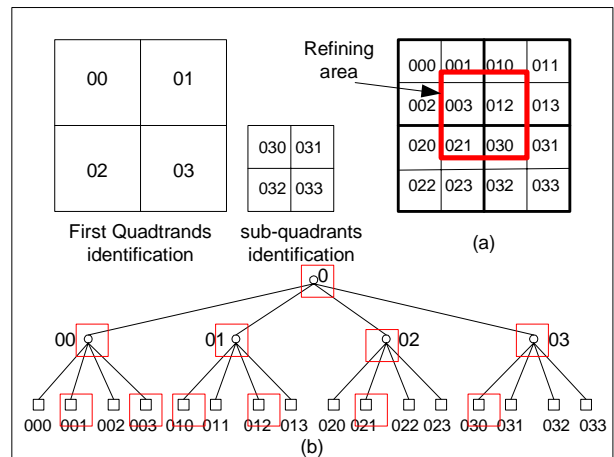 00 01
02 03
First Quadtrands
identification
030 031
032 033
sub-quadrants
identification
Refining
area
000 001 010 011
002 003 012 013
020 021 030 031
022 023 032 033
(a)
0
00 01 02 03
000 001 002 003 010 011 012 013 020 021 022 023 030 031 032 033
(b)